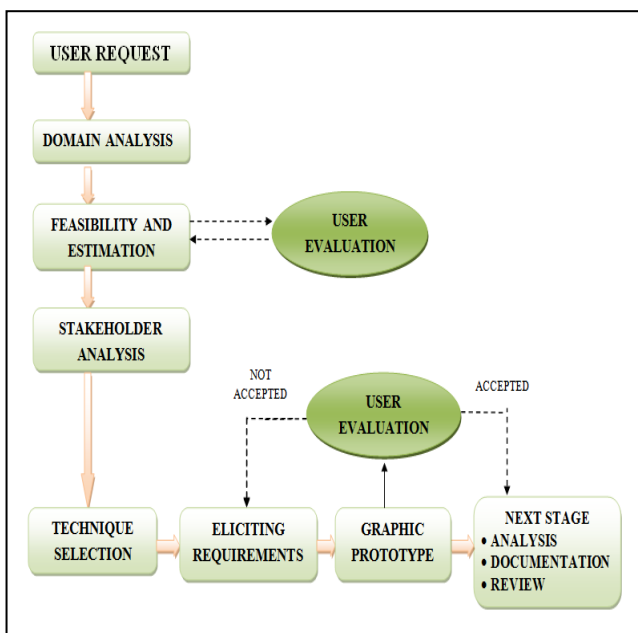 USER REQUEST
DOMAIN ANALYSIS
FEASIBILITY AND
ESTIMATION
USER
EVALUATION
STAKEHOLDER
ANALYSIS
NOT
ACCEPTED
USER
EVALUATION
ACCEPTED
TECHNIQUE
SELECTION
ELICITING
REQUIREMENTS
GRAPHIC
PROTOTYPE
NEXT STAGE
• ANALYSIS
• DOCUMENTATION
• REVIEW